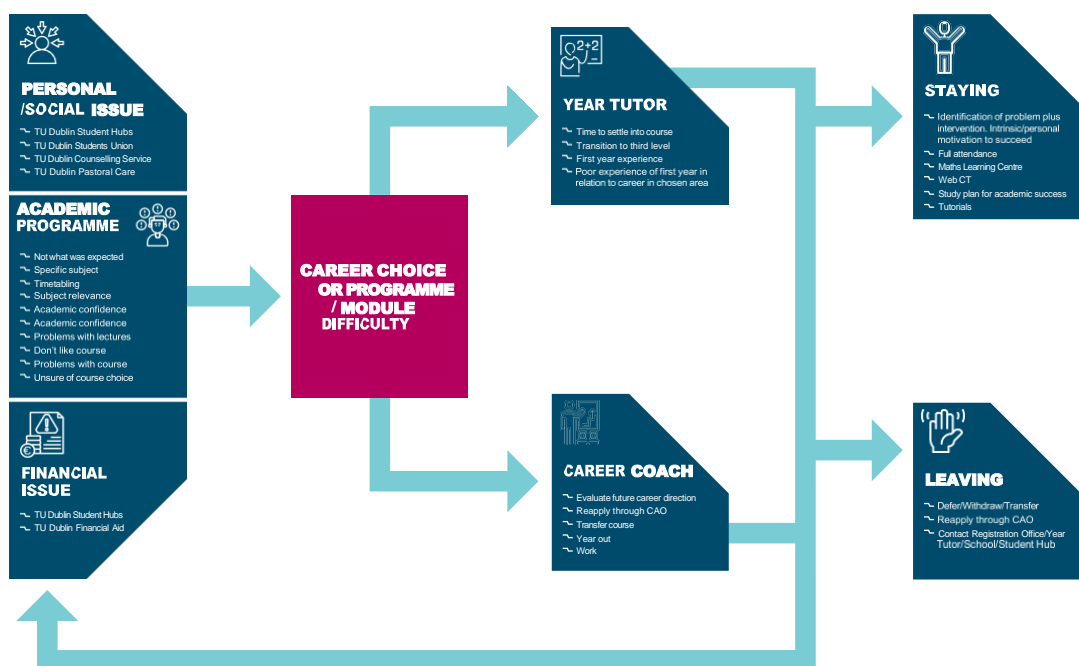 PERSONAL
/SOCIAL ISSUE
TU Dublin Student Hubs
TU Dublin Students Union
TU Dublin Counselling Service
TU Dublin Pastoral Care
ACADEMIC
PROGRAMME
Not what was expected
Specific subject
Timetabling
Subject relevance
Academic confidence
Academic confidence
Problems with lectures
Don't like course
Problems with course
Unsure of course choice
FINANCIAL
ISSUE
TU Dublin Student Hubs
TU Dublin Financial Aid
CAREER CHOICE
OR PROGRAMME
/ MODULE
DIFFICULTY
2+2
YEAR TUTOR
Time to settle into course
Transition to third level
First year experience
Poor experience of first year in
relation to career in chosen area
CAREER COACH
Evaluate future career direction
Reapply through CAO
Transfer course
Year out
Work
STAYING
Identification of problem plus
intervention. Intrinsic/personal
motivation to succeed
Full attendance
Maths Learning Centre
Web CT
Study plan for academic success
Tutorials
LEAVING
Defer/Withdraw/Transfer
Reapply through CAO
Contact Registration Office/Year
Tutor/School/Student Hub